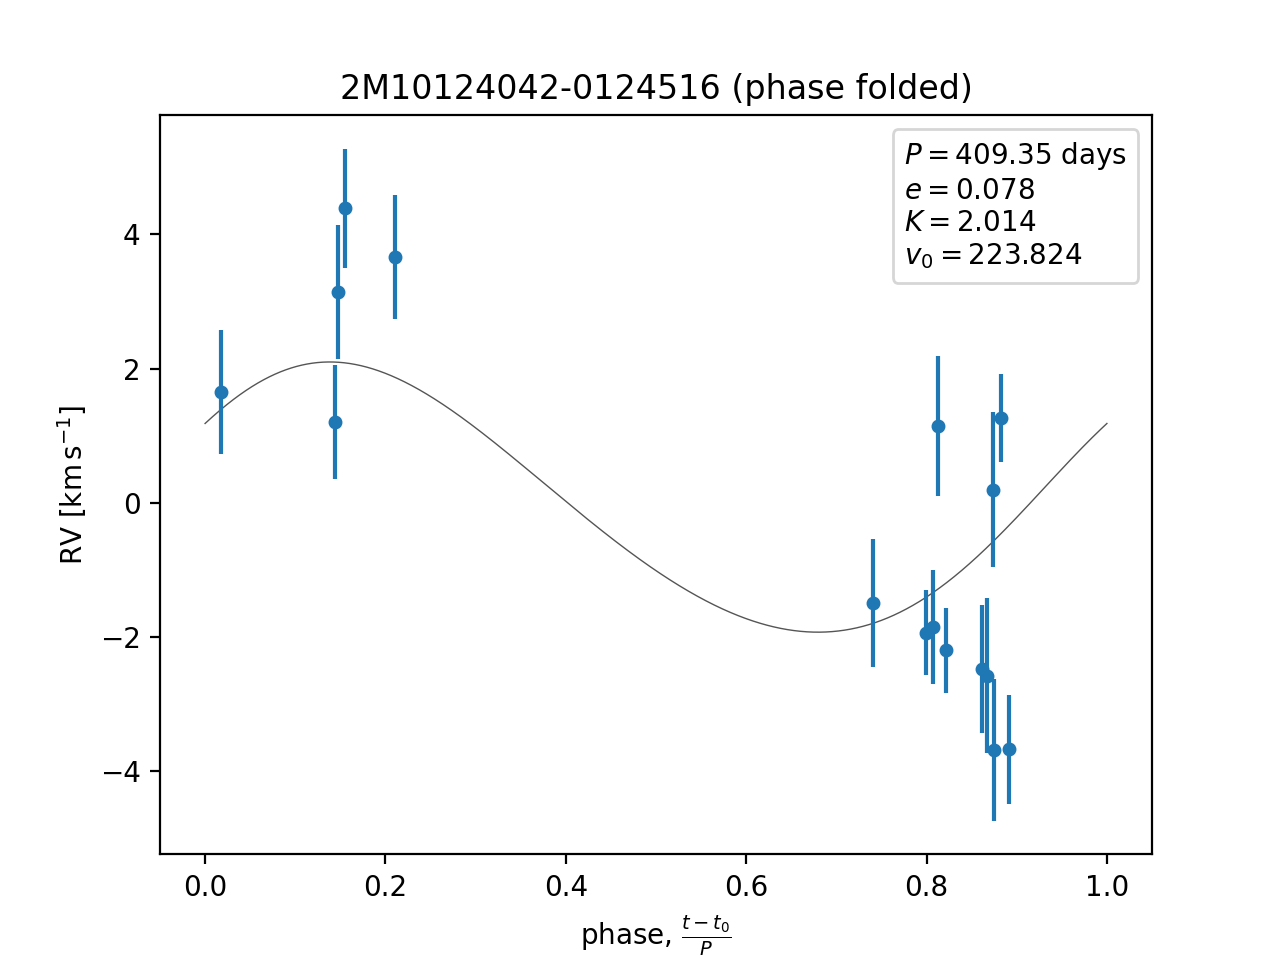 2M10124042-0124516 (phase folded)
P = 409.35 days
e = 0.078
K = 2.014
v₀ = 223.824
4
2
0
−2
−4
RV [km s⁻¹]
0.0 0.2 0.4 0.6 0.8 1.0
phase, (t − t₀)/P